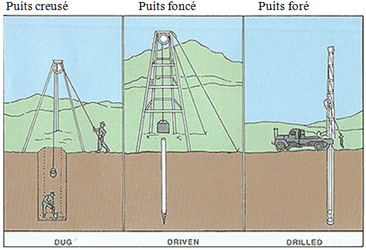 Puits creusé
Puits foncé
Puits foré
DUG
DRIVEN
DRILLED